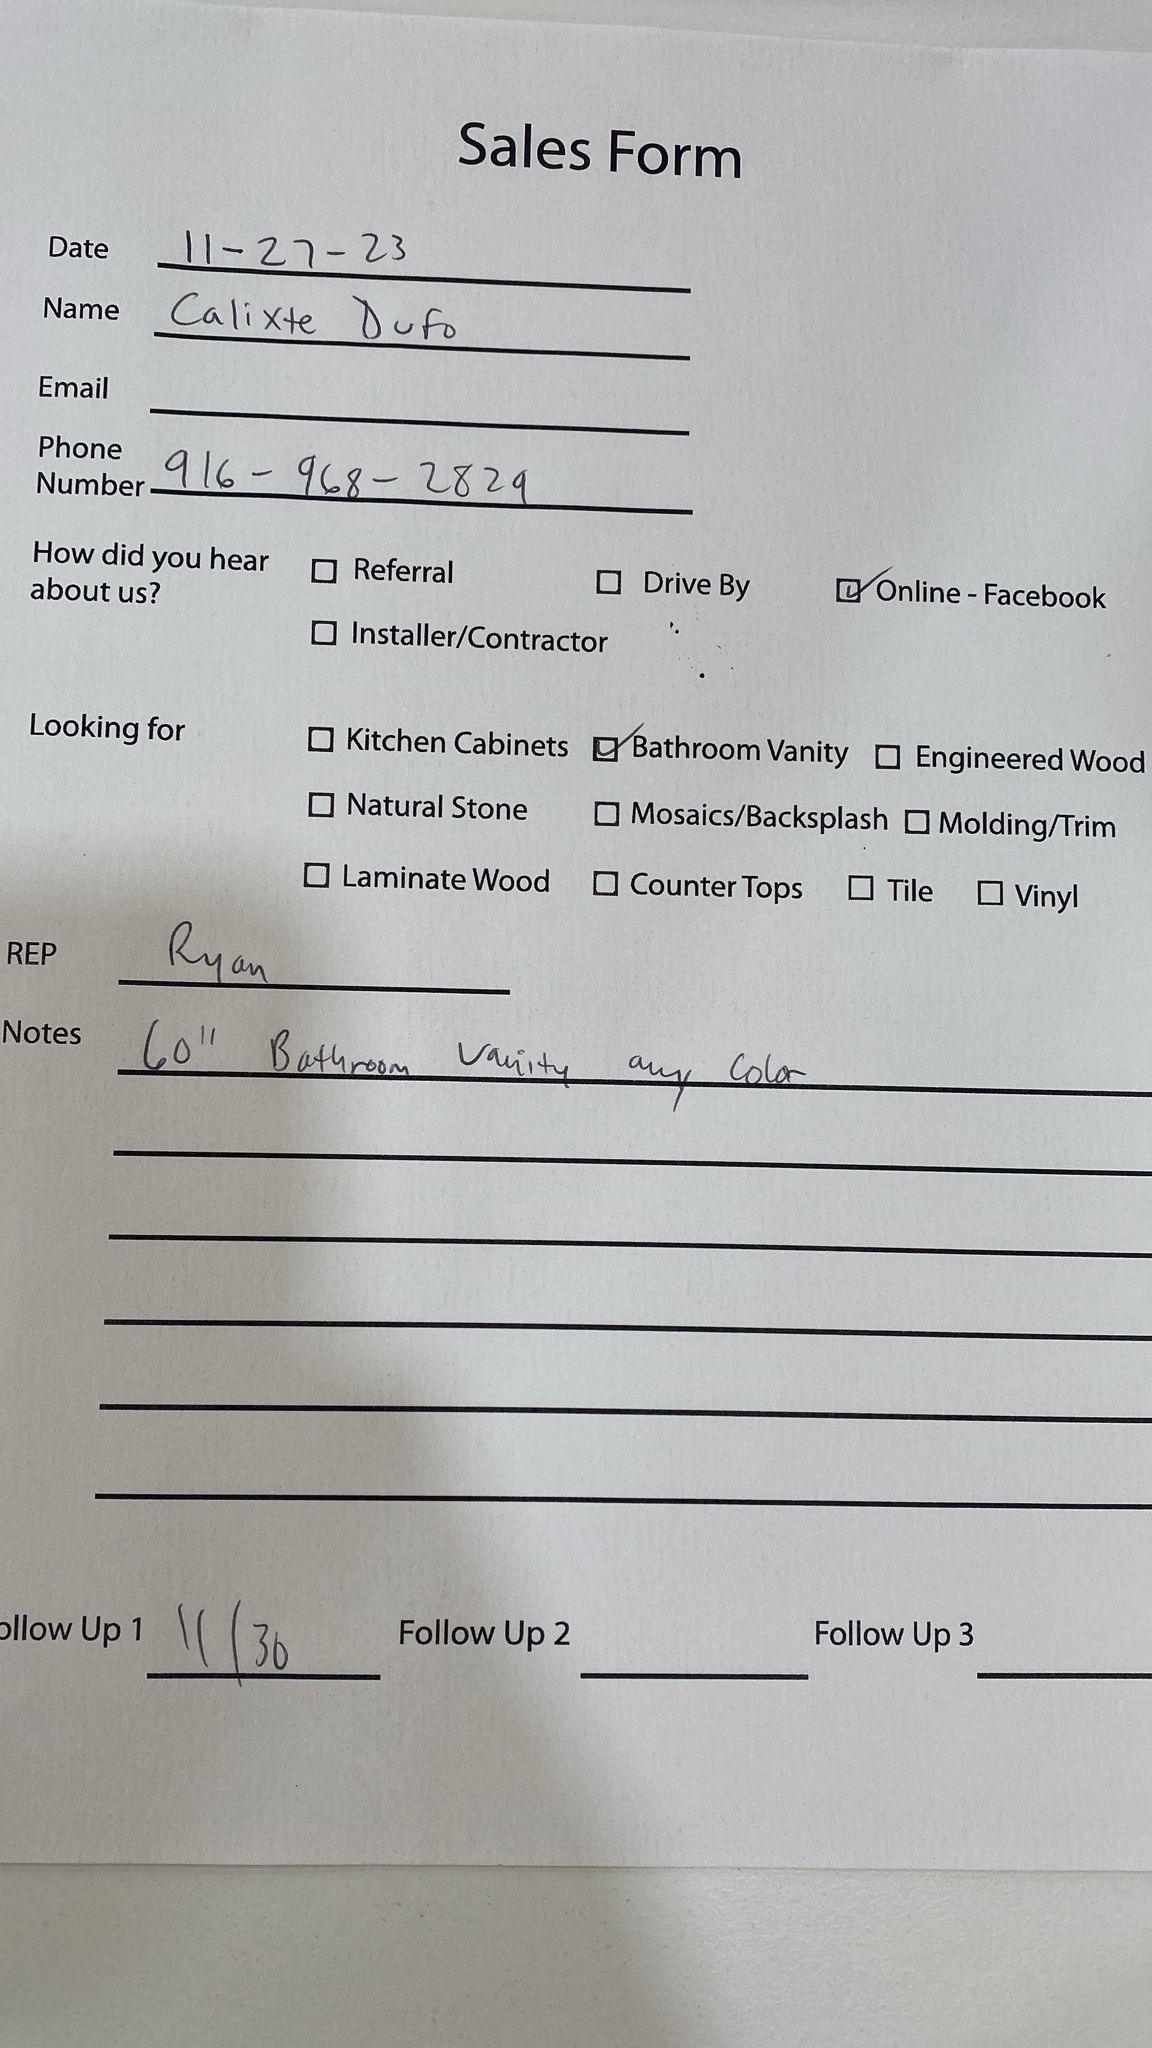 Sales Form
Date 11-27-23
Name Calixte Dufo
Email
Phone
Number 916-968-2829
How did you hear
about us?
☐ Referral ☐ Drive By ☑ Online - Facebook
☐ Installer/Contractor
Looking for ☐ Kitchen Cabinets ☑ Bathroom Vanity ☐ Engineered Wood
☐ Natural Stone ☐ Mosaics/Backsplash ☐ Molding/Trim
☐ Laminate Wood ☐ Counter Tops ☐ Tile ☐ Vinyl
REP Ryan
Notes 60" Bathroom Vanity any Color
ollow Up 1 11/30 Follow Up 2 Follow Up 3